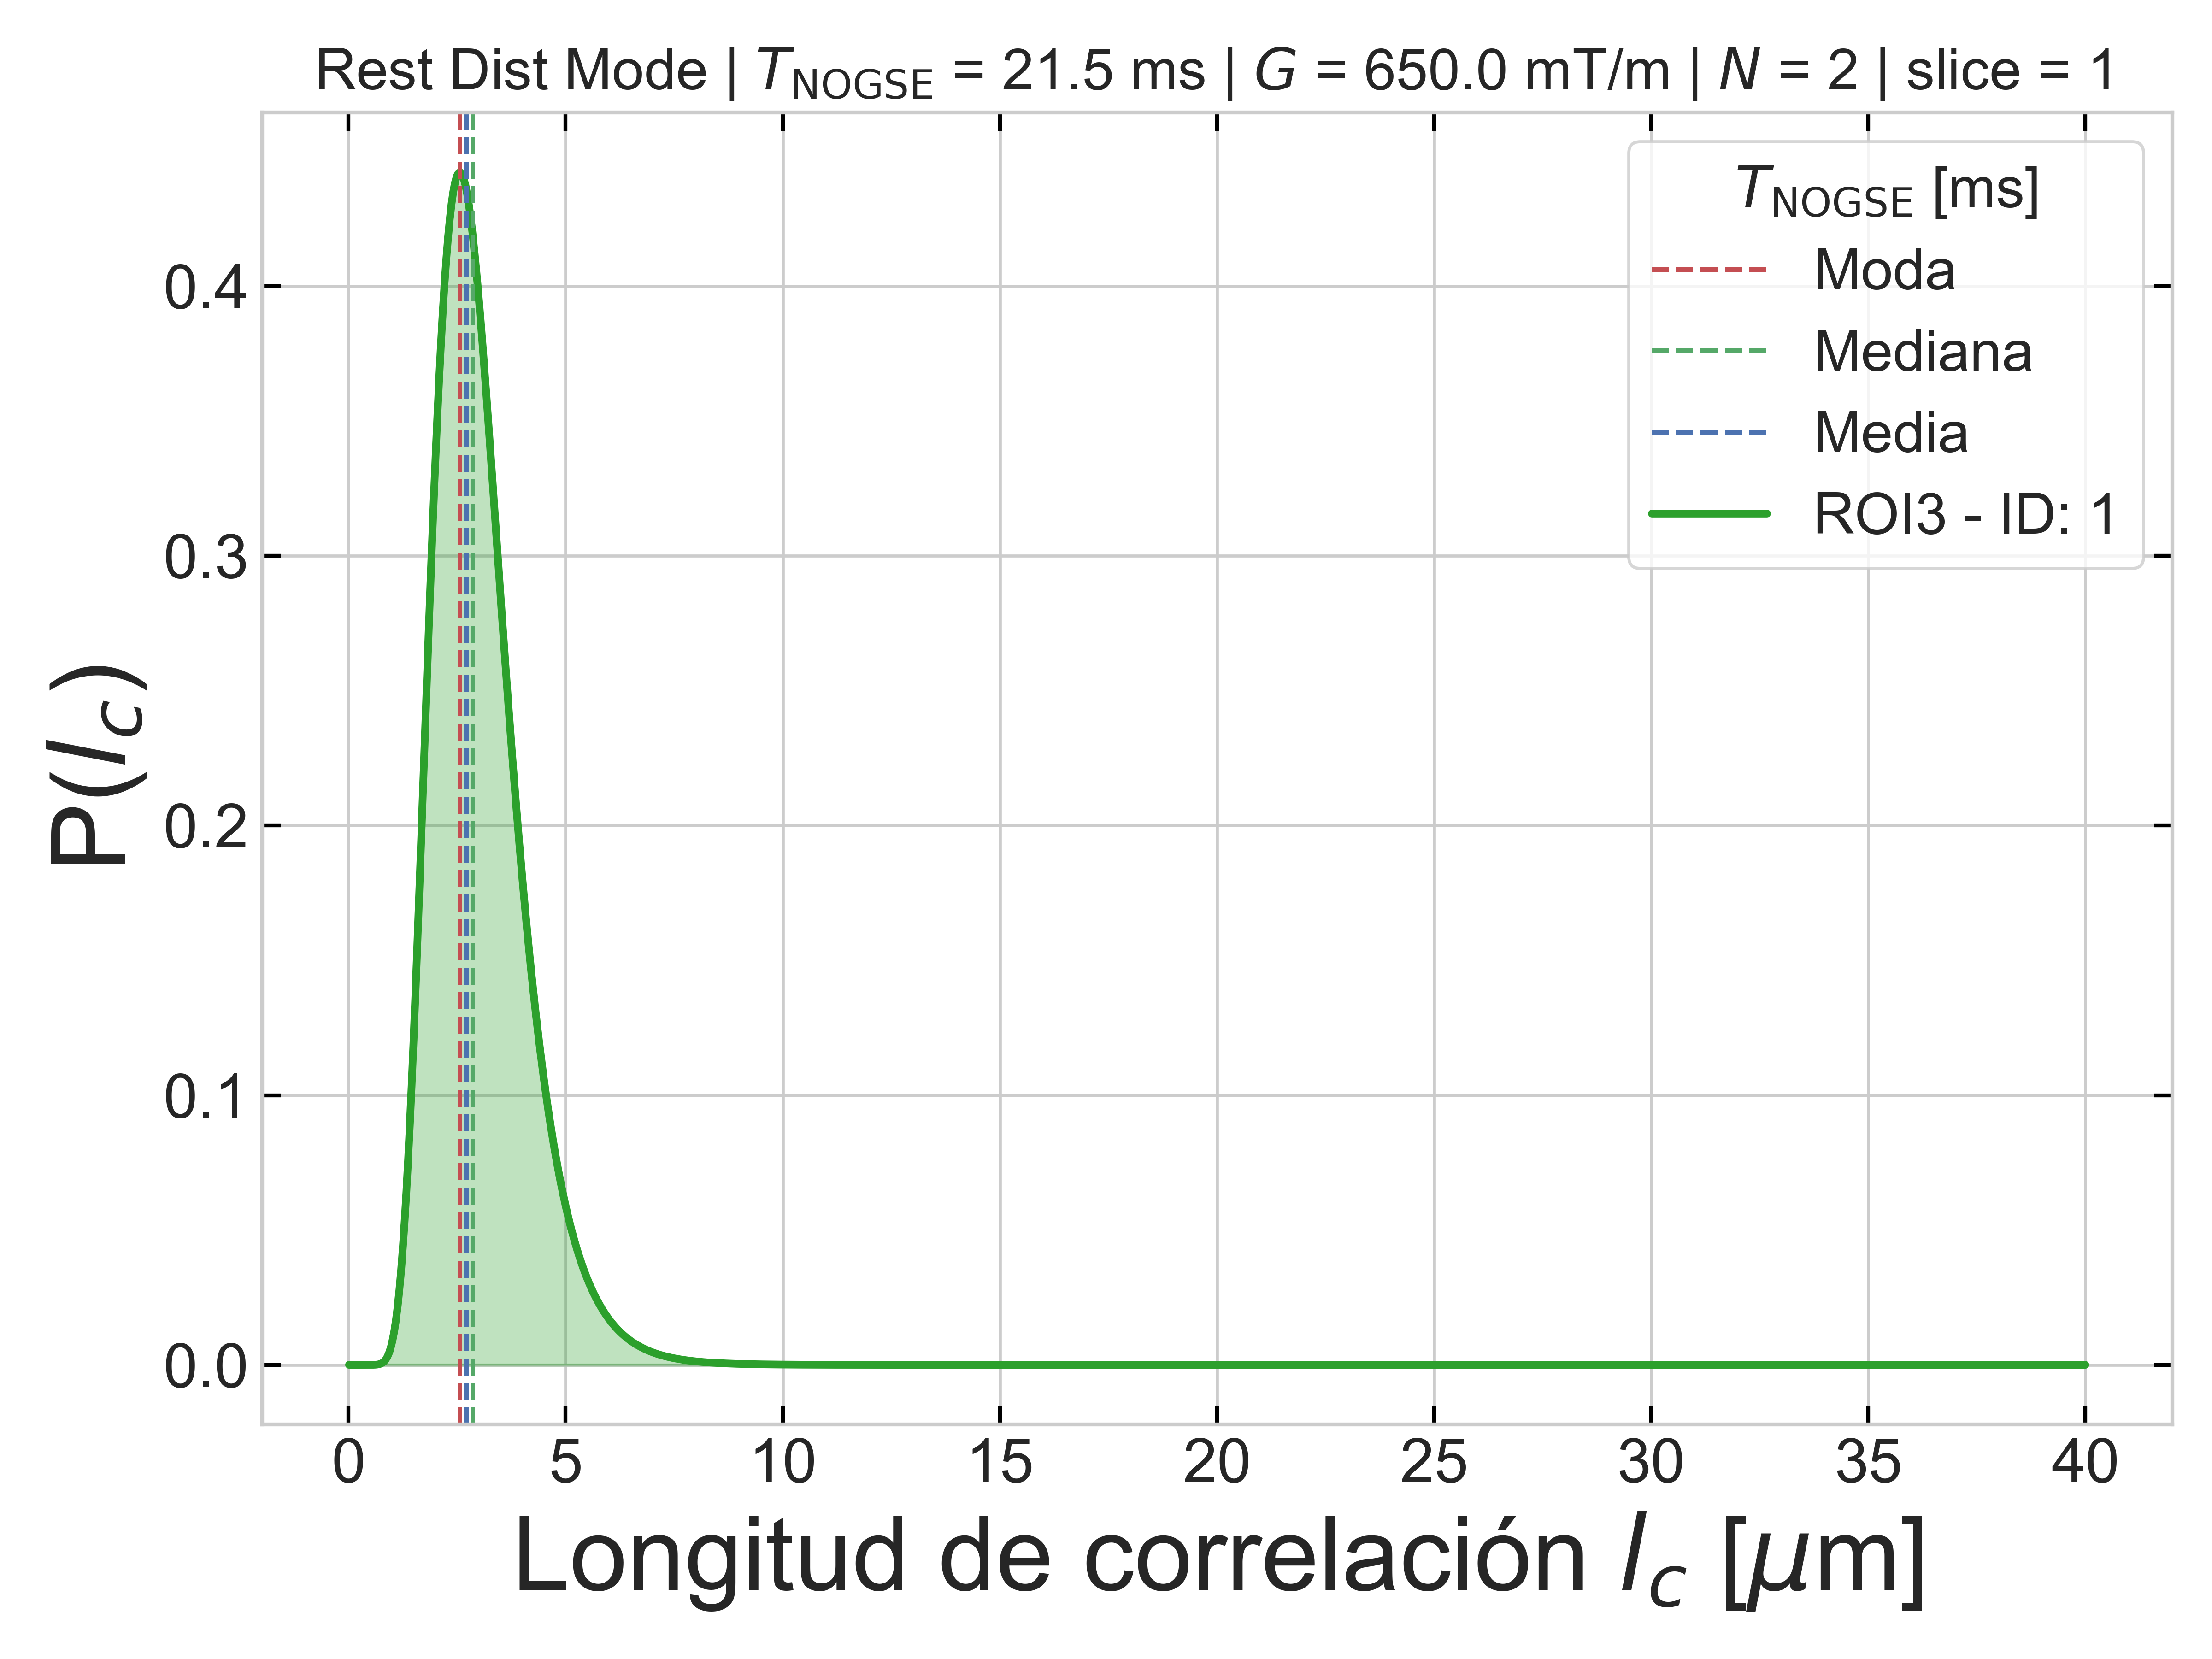 Rest Dist Mode | T_NOGSE = 21.5 ms | G = 650.0 mT/m | N = 2 | slice = 1
T_NOGSE [ms]
Moda
Mediana
Media
ROI3 - ID: 1
P(l_c)
0.4
0.3
0.2
0.1
0.0
0 5 10 15 20 25 30 35 40
Longitud de correlación l_c [μm]